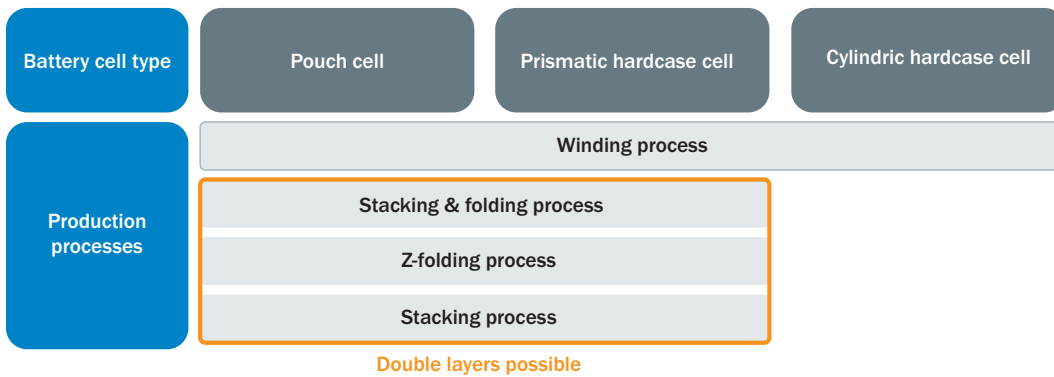 Battery cell type
Pouch cell
Prismatic hardcase cell
Cylindric hardcase cell
Production
processes
Winding process
Stacking & folding process
Z-folding process
Stacking process
Double layers possible